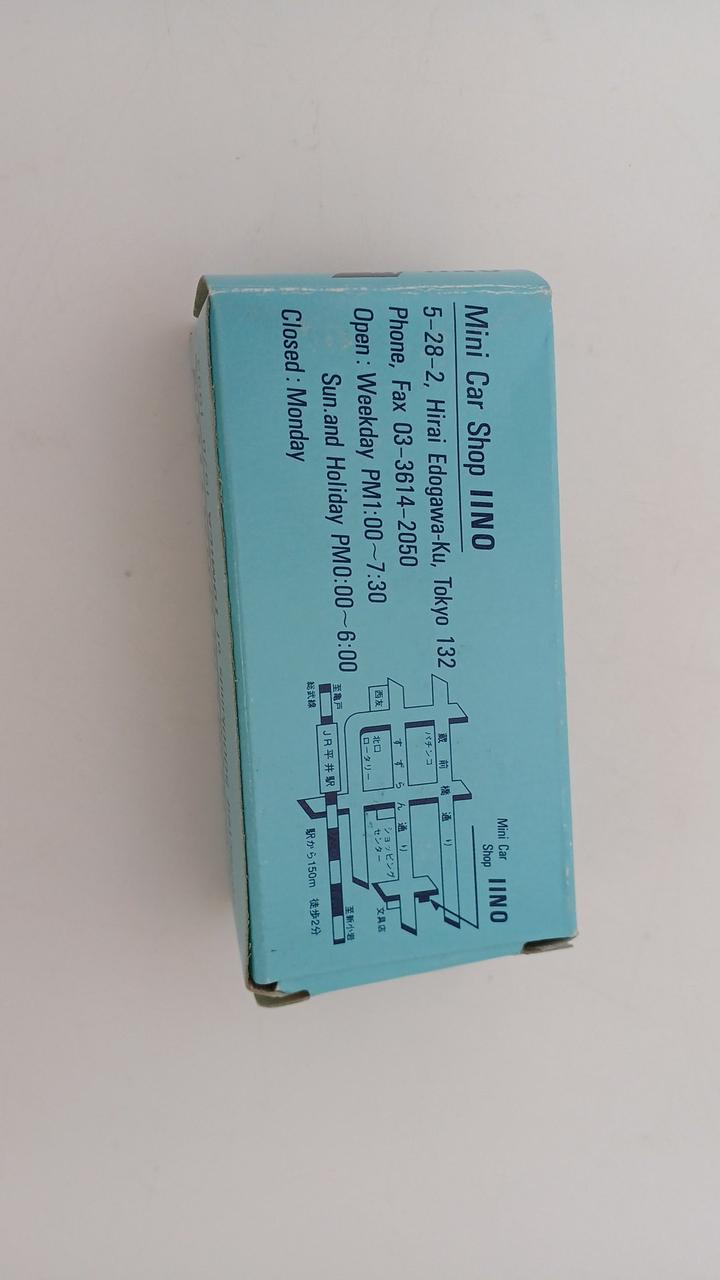 Mini Car Shop IINO
5-28-2, Hirai Edogawa-Ku, Tokyo 132
Phone, Fax 03-3614-2050
Open : Weekday PM1:00～7:30
Sun.and Holiday PM0:00～6:00
Closed : Monday
Mini Car
Shop IINO
蔵前橋通り
パチンコ
すずらん通り
西友
北口
ロータリー
ショッピング
センター
文具店
至亀戸
総武線
JR平井駅
至新小岩
駅から150m 徒歩2分